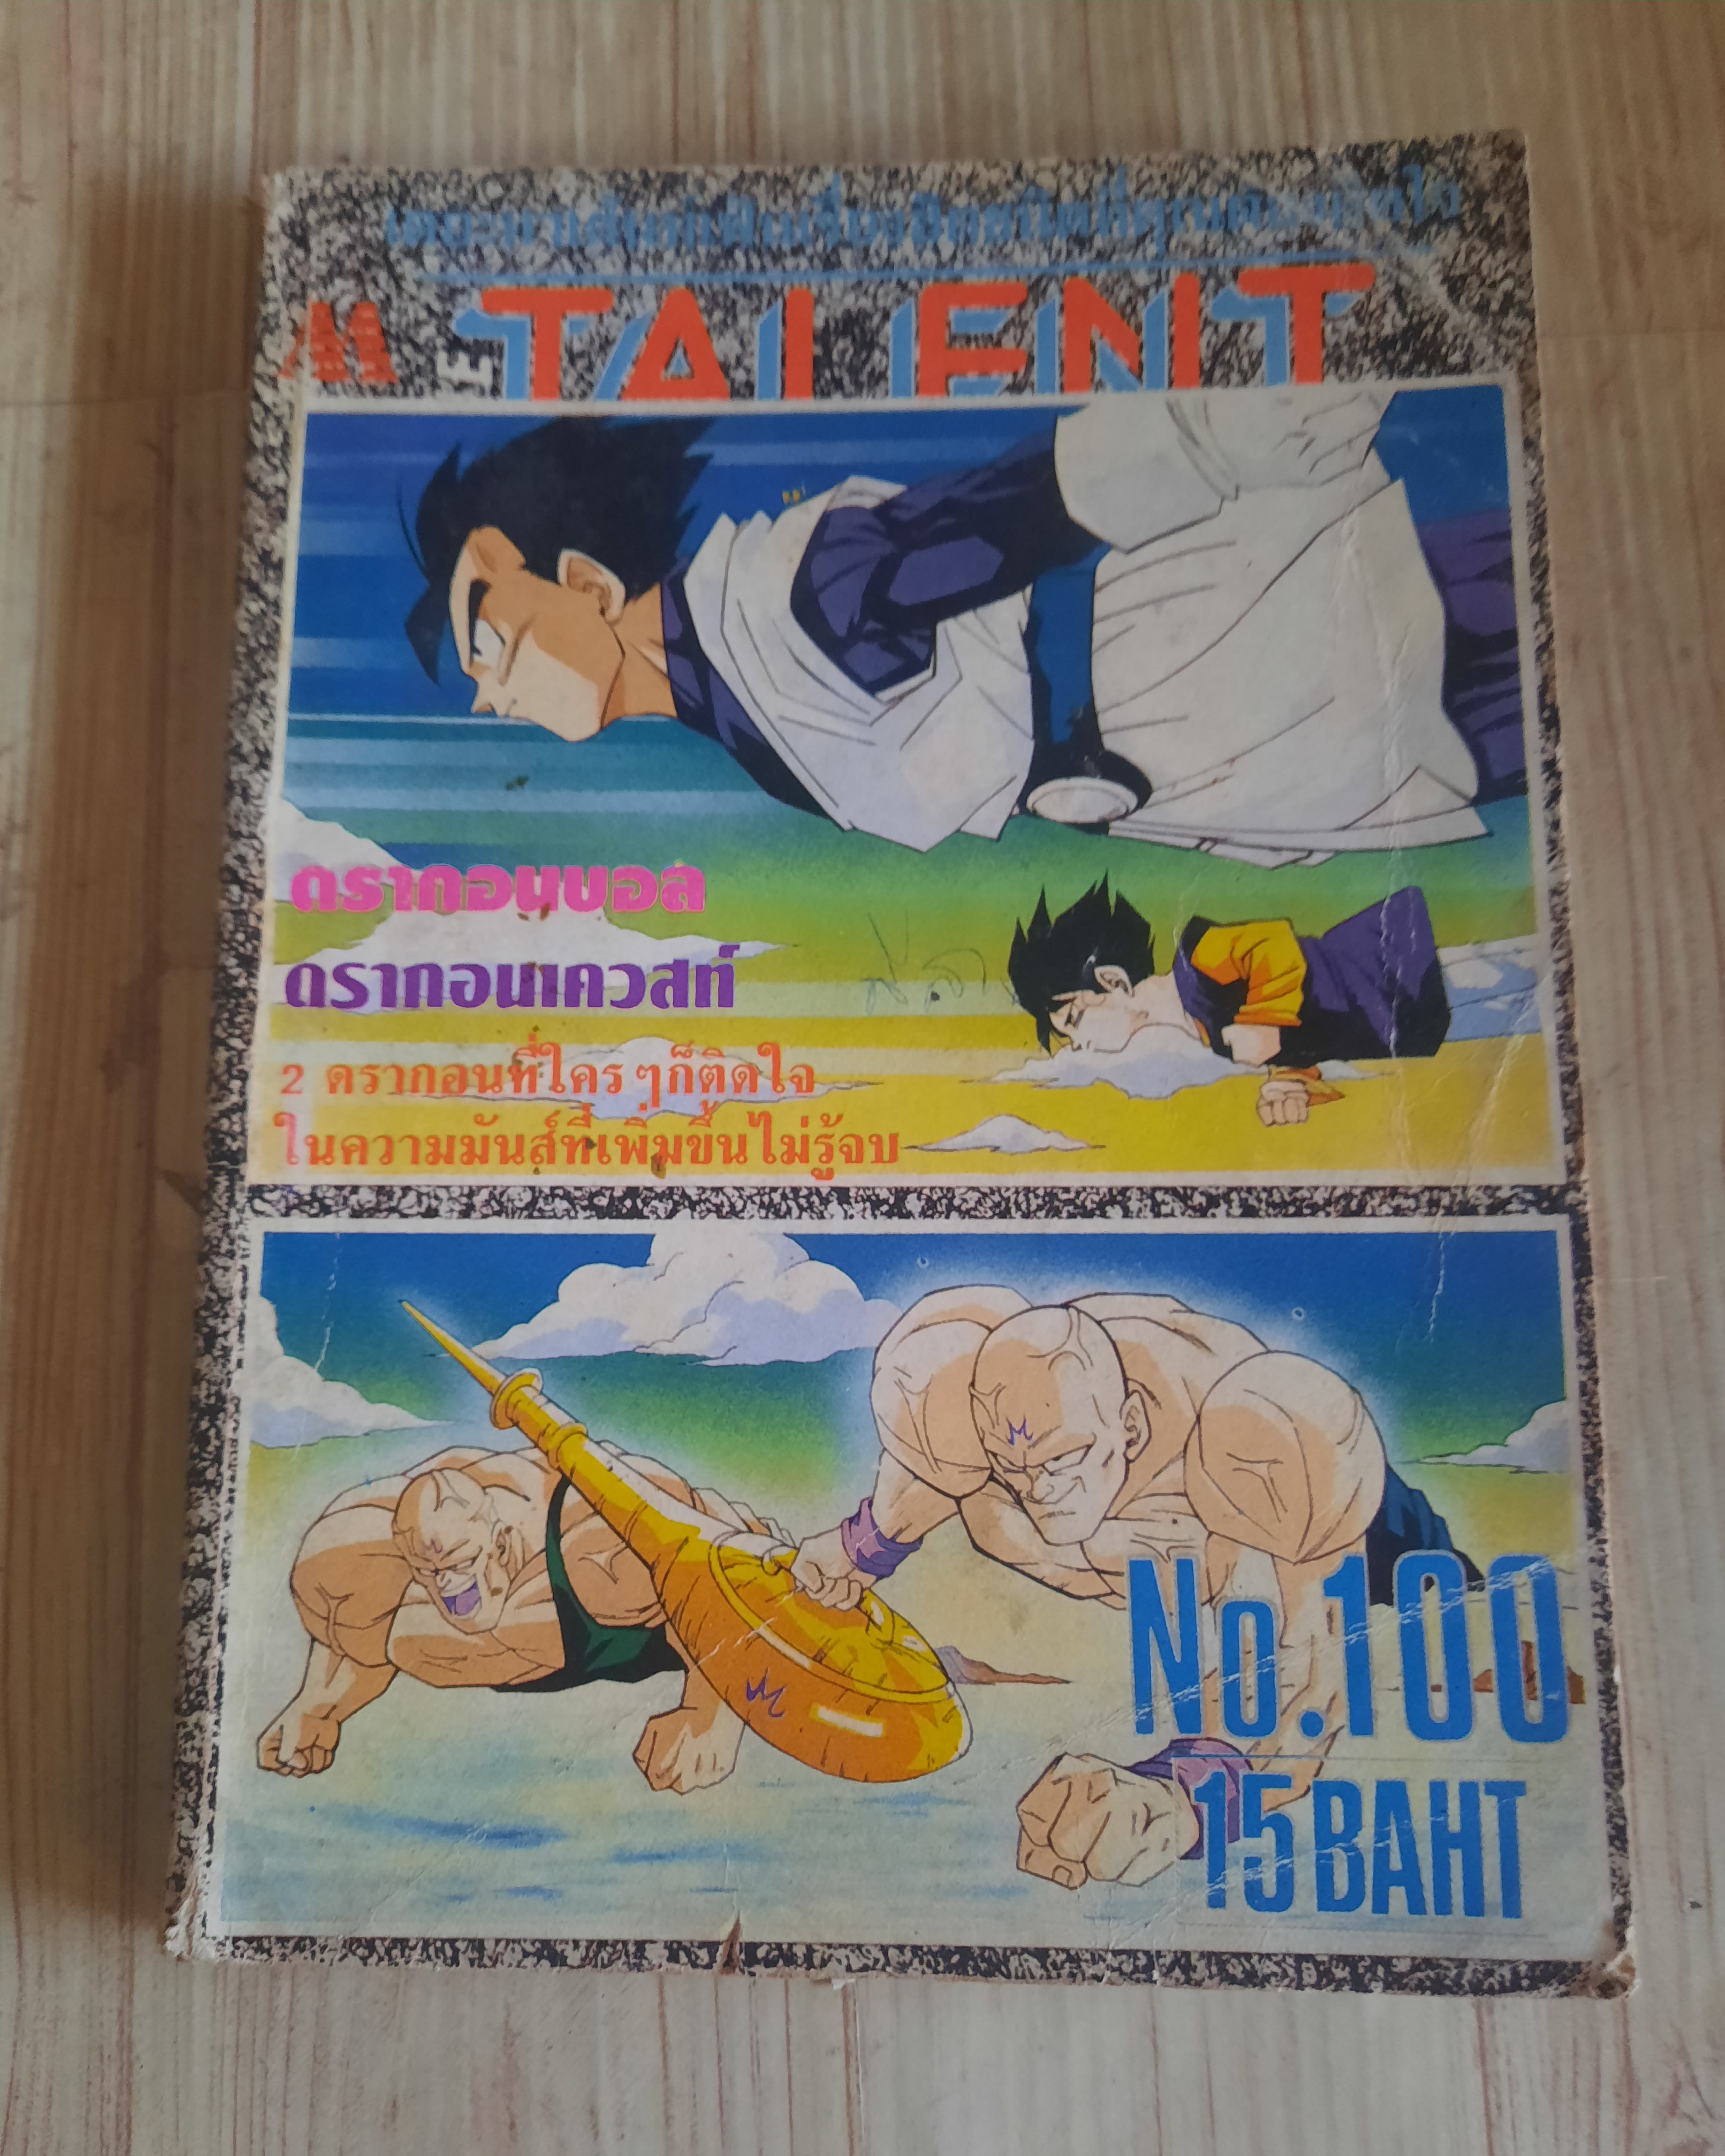 THE TALENT
ดรากอนบอล
ดรากอนเควสท์
2 ดรากอนที่ใครๆก็ติดใจ
ในความมันส์ที่เพิ่มขึ้นไม่รู้จบ
No.100
15 BAHT